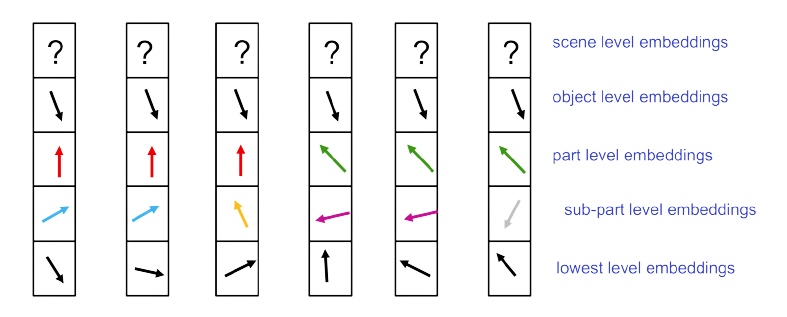 ? ? ? ? ? ? scene level embeddings
object level embeddings
part level embeddings
sub-part level embeddings
lowest level embeddings